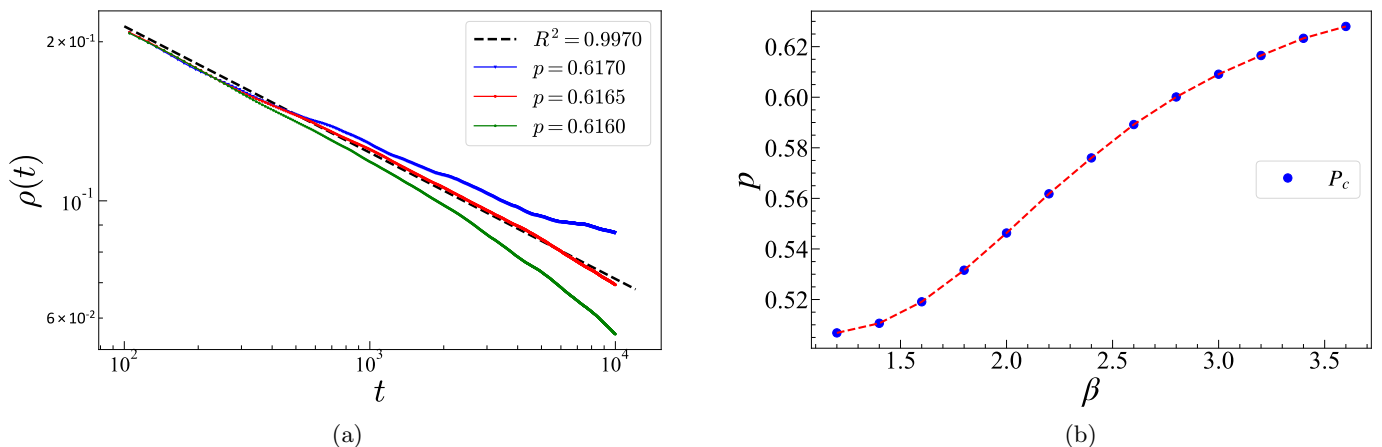 2 × 10⁻¹
10⁻¹
6 × 10⁻²
ρ(t)
R² = 0.9970
p = 0.6170
p = 0.6165
p = 0.6160
10² 10³ 10⁴
t
(a)
0.62
0.60
0.58
0.56
0.54
0.52
p
P_c
1.5 2.0 2.5 3.0 3.5
β
(b)